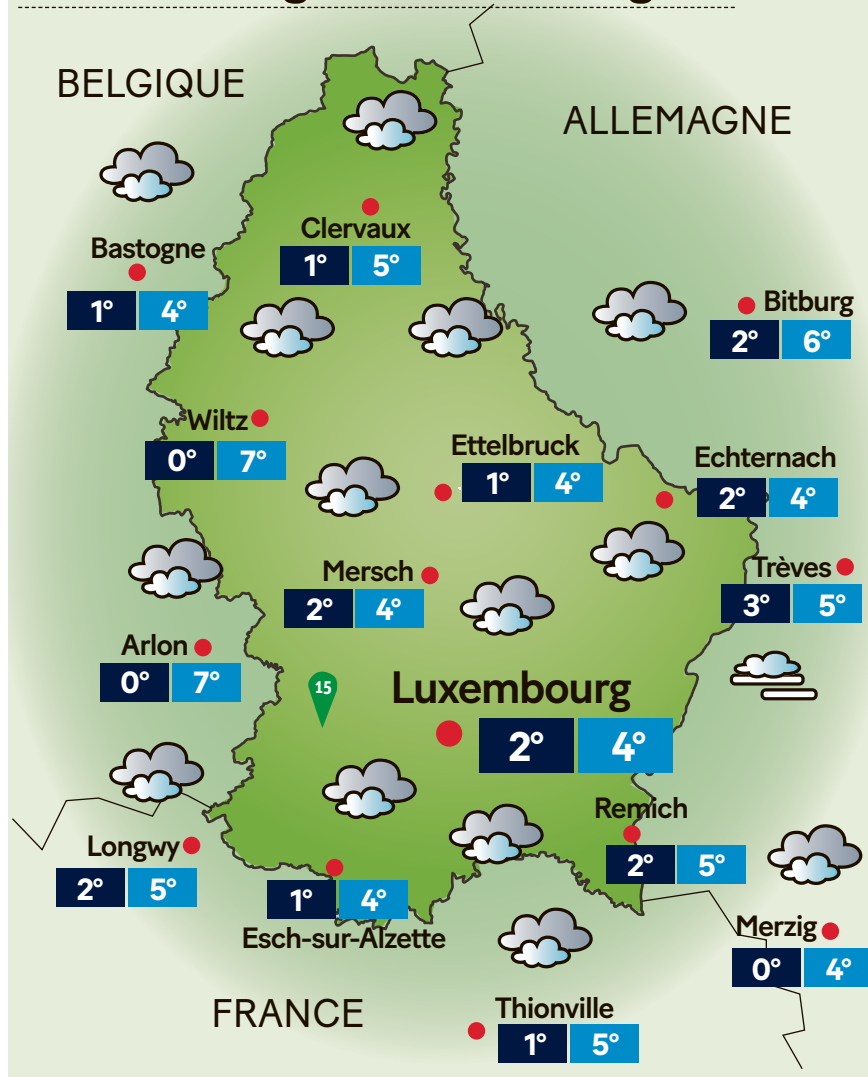 BELGIQUE
ALLEMAGNE
Clervaux
1° 5°
Bastogne
1° 4°
Bitburg
2° 6°
Wiltz
0° 7°
Ettelbruck
1° 4°
Echternach
2° 4°
Mersch
2° 4°
Trèves
3° 5°
Arlon
0° 7°
15
Luxembourg
2° 4°
Remich
2° 5°
Longwy
2° 5°
1° 4°
Esch-sur-Alzette
Merzig
0° 4°
FRANCE
Thionville
1° 5°